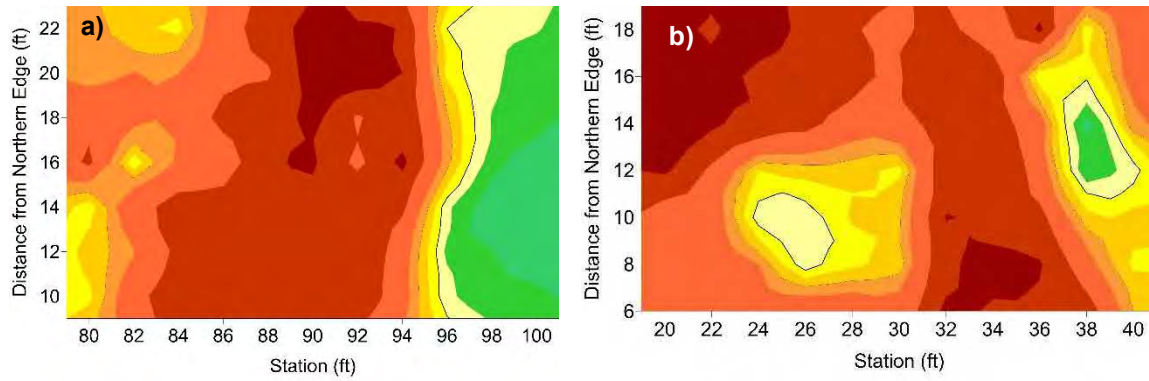 a)
Distance from Northern Edge (ft)
22
20
18
16
14
12
10
80 82 84 86 88 90 92 94 96 98 100
Station (ft)
b)
Distance from Northern Edge (ft)
18
16
14
12
10
8
6
20 22 24 26 28 30 32 34 36 38 40
Station (ft)